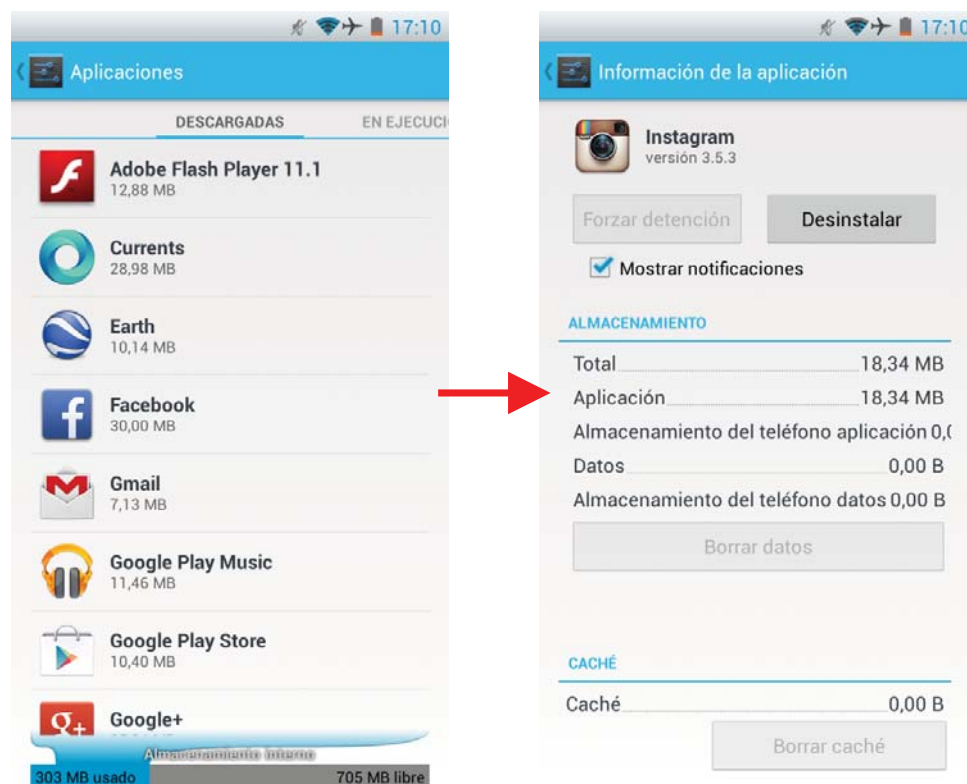 17:10
Aplicaciones
DESCARGADAS
EN EJECUCI
Adobe Flash Player 11.1
12,88 MB
Currents
28,98 MB
Earth
10,14 MB
Facebook
30,00 MB
Gmail
7,13 MB
Google Play Music
11,46 MB
Google Play Store
10,40 MB
Google+
Almacenamiento interno
303 MB usado
705 MB libre
17:10
Información de la aplicación
Instagram
versión 3.5.3
Forzar detención
Desinstalar
Mostrar notificaciones
ALMACENAMIENTO
Total 18,34 MB
Aplicación 18,34 MB
Almacenamiento del teléfono aplicación 0,0
Datos 0,00 B
Almacenamiento del teléfono datos 0,00 B
Borrar datos
CACHÉ
Caché 0,00 B
Borrar caché